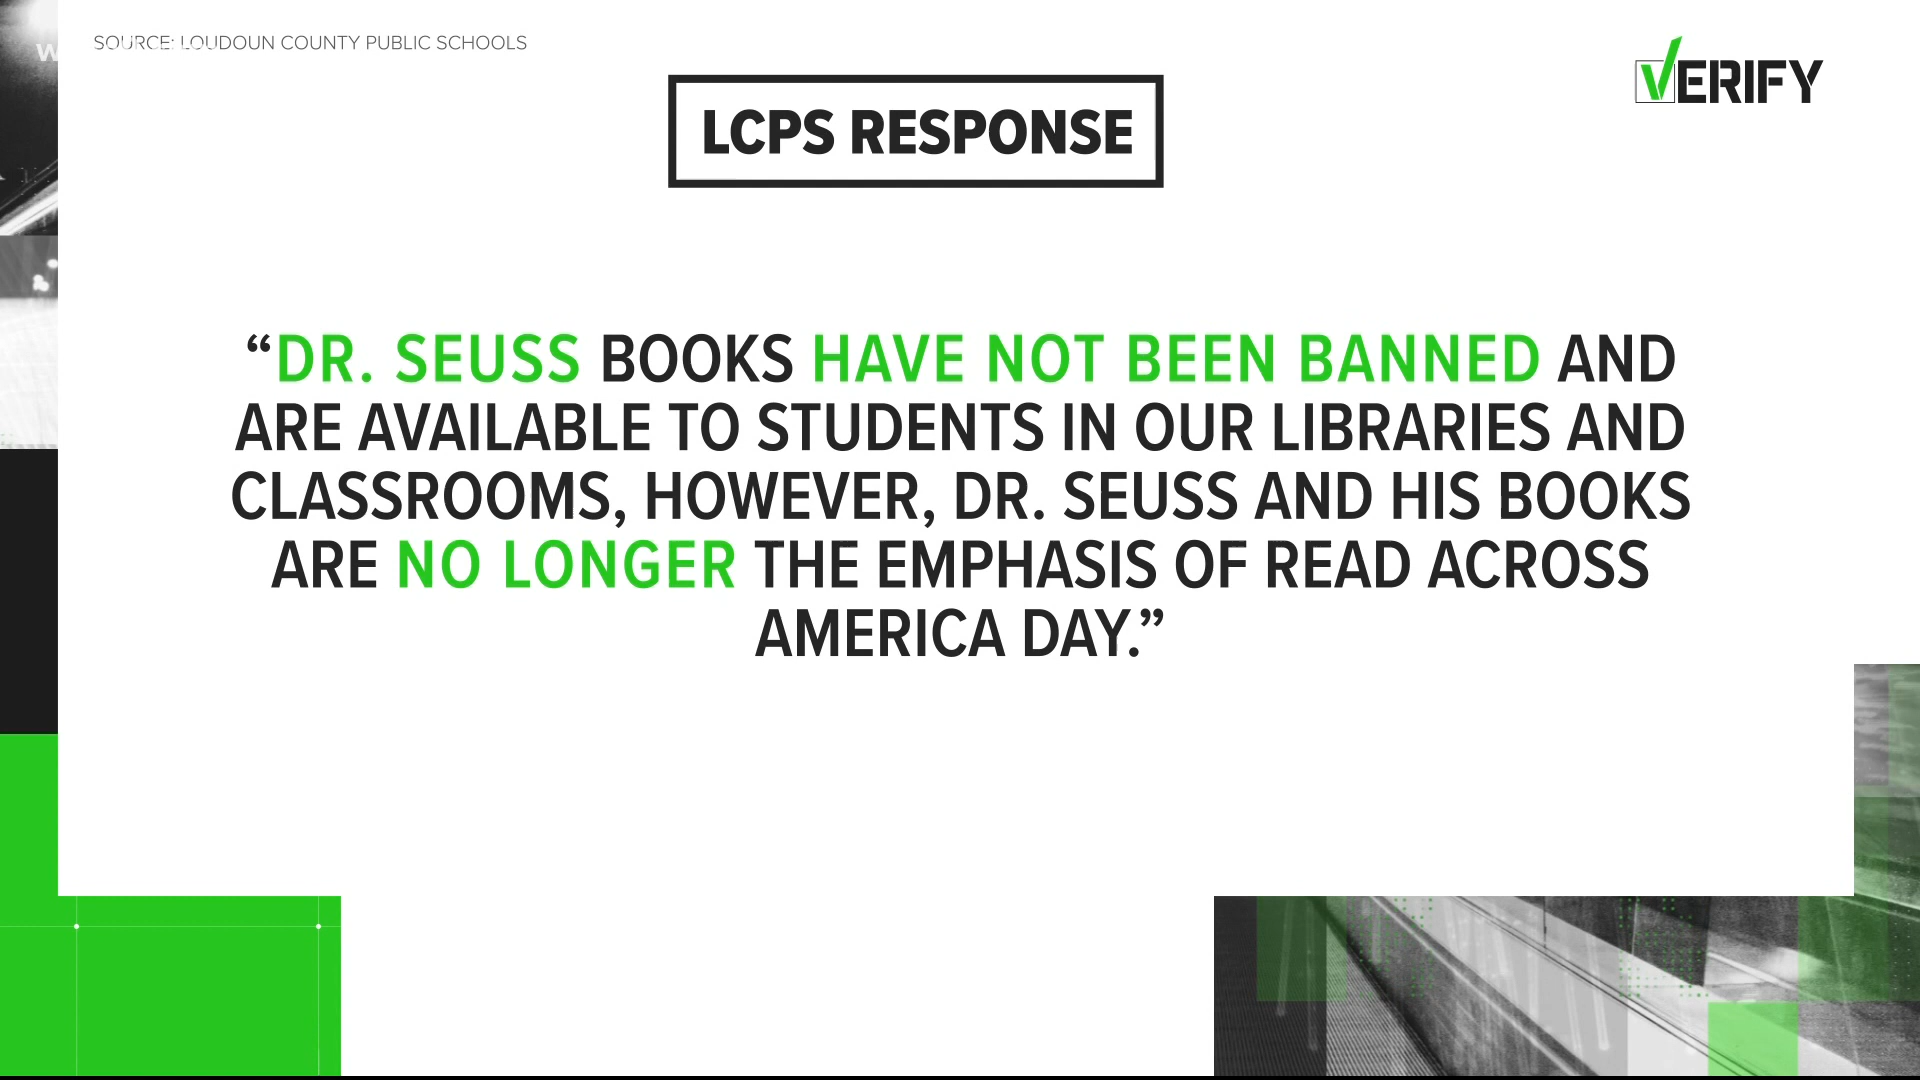 SOURCE: LOUDOUN COUNTY PUBLIC SCHOOLS
VERIFY
LCPS RESPONSE
“DR. SEUSS BOOKS HAVE NOT BEEN BANNED AND
ARE AVAILABLE TO STUDENTS IN OUR LIBRARIES AND
CLASSROOMS, HOWEVER, DR. SEUSS AND HIS BOOKS
ARE NO LONGER THE EMPHASIS OF READ ACROSS
AMERICA DAY.”